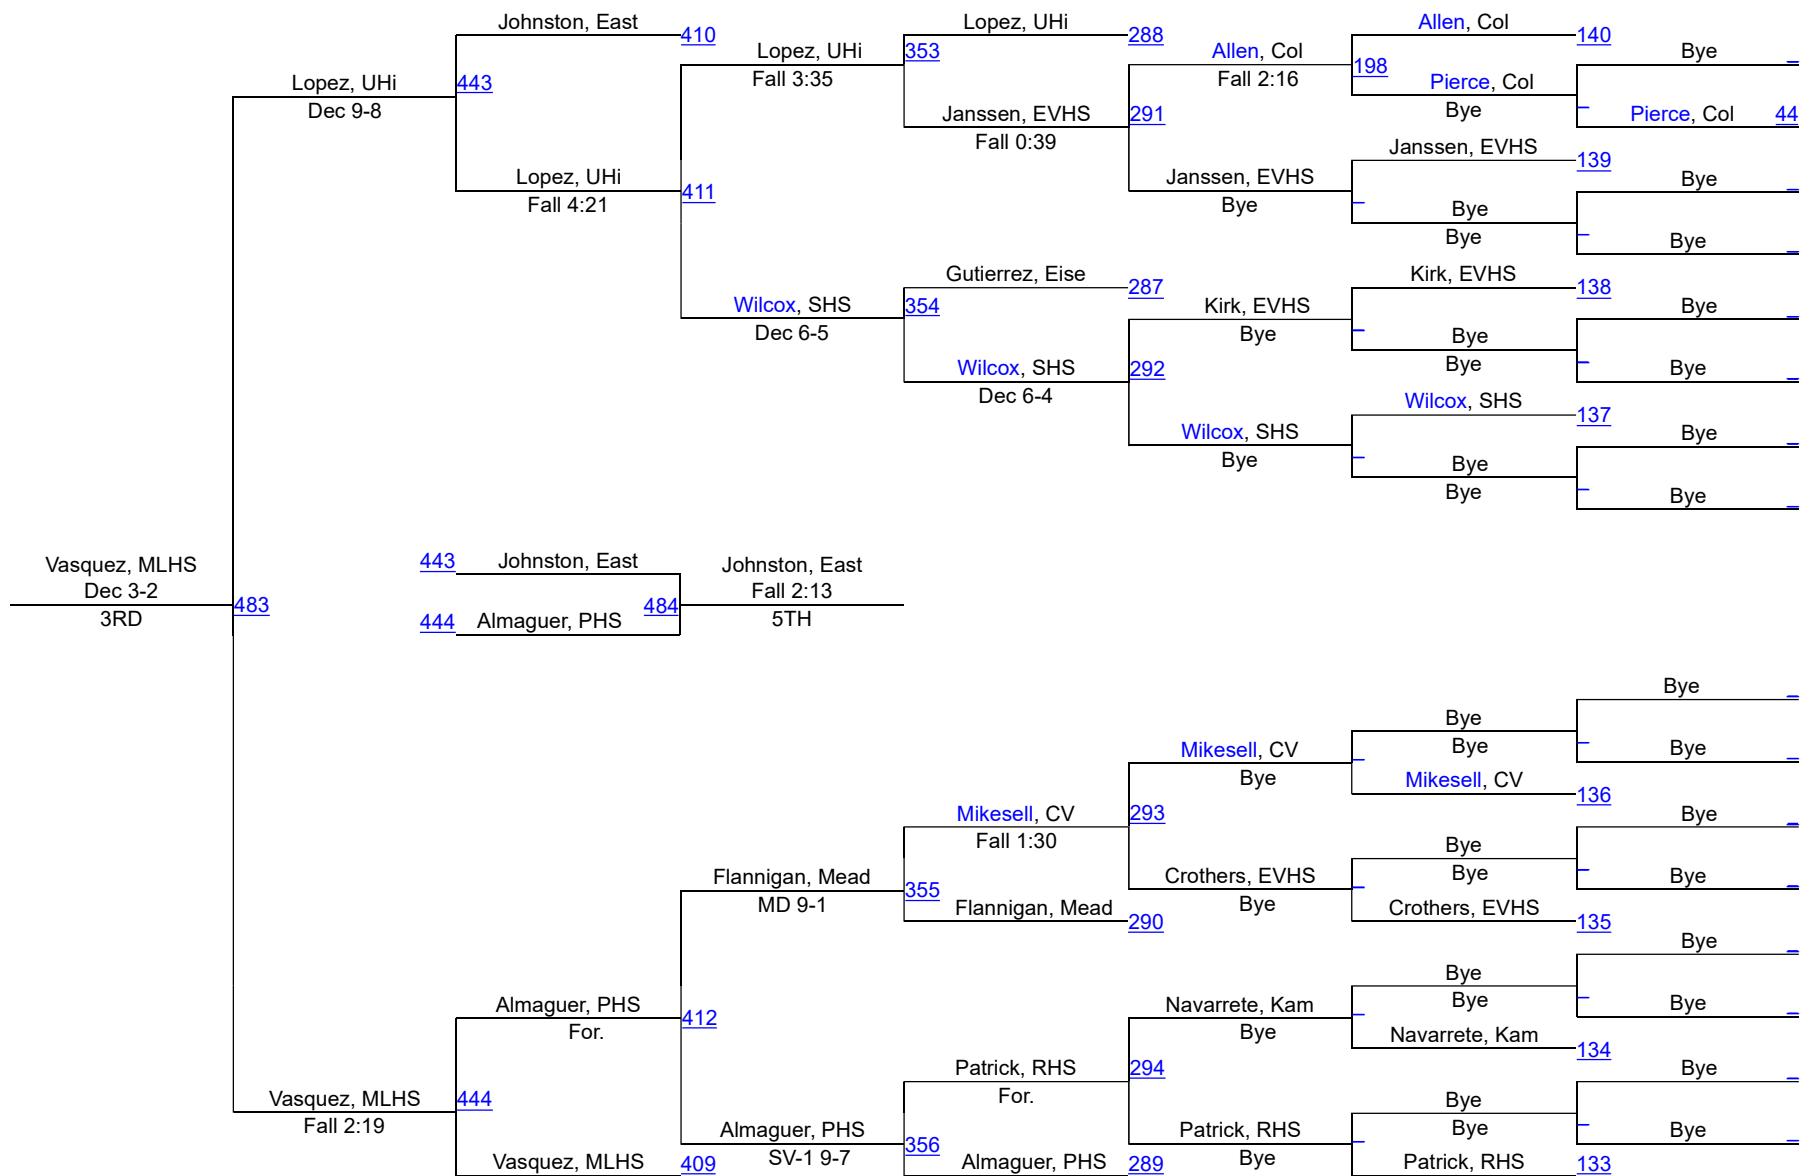 Johnston, East
410
Lopez, UHi
288
Allen, Col
140
Bye
Lopez, UHi
353
Fall 3:35
Allen, Col
Fall 2:16
198
Pierce, Col
Bye
Pierce, Col
44
Lopez, UHi
Dec 9-8
443
Janssen, EVHS
Fall 0:39
291
Janssen, EVHS
139
Bye
Lopez, UHi
Fall 4:21
411
Janssen, EVHS
Bye
Bye
Bye
Bye
Gutierrez, Eise
287
Kirk, EVHS
138
Bye
Wilcox, SHS
Dec 6-5
354
Kirk, EVHS
Bye
Bye
Bye
Bye
Wilcox, SHS
Dec 6-4
292
Wilcox, SHS
137
Bye
Wilcox, SHS
Bye
Bye
Bye
Bye
Vasquez, MLHS
Dec 3-2
3RD
483
443
Johnston, East
444
Almaguer, PHS
484
Johnston, East
Fall 2:13
5TH
Bye
Bye
Bye
Bye
Mikesell, CV
Bye
Mikesell, CV
136
Mikesell, CV
Fall 1:30
293
Bye
Bye
Bye
Bye
Flannigan, Mead
MD 9-1
355
Crothers, EVHS
Bye
Flannigan, Mead
290
Crothers, EVHS
135
Bye
Bye
Bye
Bye
Almaguer, PHS
For.
412
Navarrete, Kam
Bye
Navarrete, Kam
134
Patrick, RHS
For.
294
Bye
Bye
Bye
Bye
Vasquez, MLHS
Fall 2:19
444
Almaguer, PHS
SV-1 9-7
356
Patrick, RHS
Bye
Vasquez, MLHS
409
Almaguer, PHS
289
Patrick, RHS
133